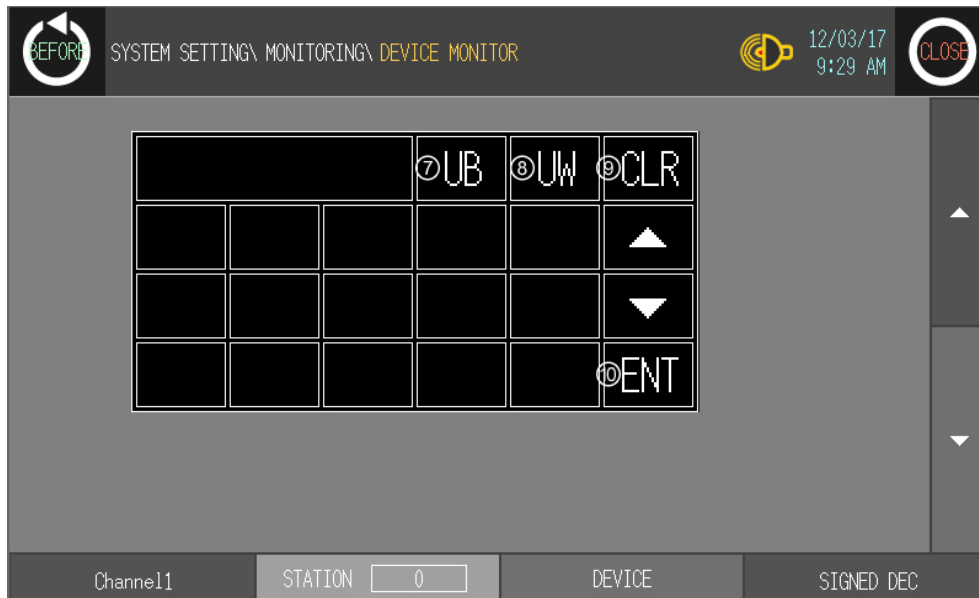 BEFORE
SYSTEM SETTING\ MONITORING\ DEVICE MONITOR
12/03/17
9:29 AM
CLOSE
⑦UB ⑧UW ⑨CLR
⑩ENT
Channel1 STATION 0 DEVICE SIGNED DEC